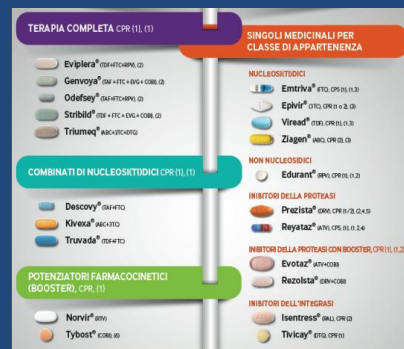 TERAPIA COMPLETA CPR (1), (1)
Eviplera® (TDF+FTC+RPV), (2)
Genvoya® (TAF + FTC + EVG + COBI), (2)
Odefsey® (TAF+FTC+RPV), (2)
Stribild® (TDF + FTC + EVG + COBI), (2)
Triumeq® (ABC+3TC+DTG)
COMBINATI DI NUCLEOSI(T)IDICI CPR (1), (1)
Descovy® (TAF+FTC)
Kivexa® (ABC+3TC)
Truvada® (TDF+FTC)
POTENZIATORI FARMACOCINETICI
(BOOSTER), CPR, (1)
Norvir® (RTV)
Tybost® (COBI), (6)
SINGOLI MEDICINALI PER
CLASSE DI APPARTENENZA
NUCLEOSI(T)IDICI
Emtriva® (FTC), CPS (1), (1,3)
Epivir® (3TC), CPR (1 o 2), (3)
Viread® (TDF), CPR (1), (1,3)
Ziagen® (ABC), CPR (2), (3)
NON NUCLEOSIDICI
Edurant® (RPV), CPR (1), (1,2)
INIBITORI DELLA PROTEASI
Prezista® (DRV), CPR (1/2), (2,4,5)
Reyataz® (ATV), CPS, (1), (1,2,4)
INIBITORI DELLA PROTEASI CON BOOSTER, CPR (1), (1,2)
Evotaz® (ATV+COBI)
Rezolsta® (DRV+COBI)
INIBITORI DELL'INTEGRASI
Isentress® (RAL), CPR (2)
Tivicay® (DTG), CPR (1)